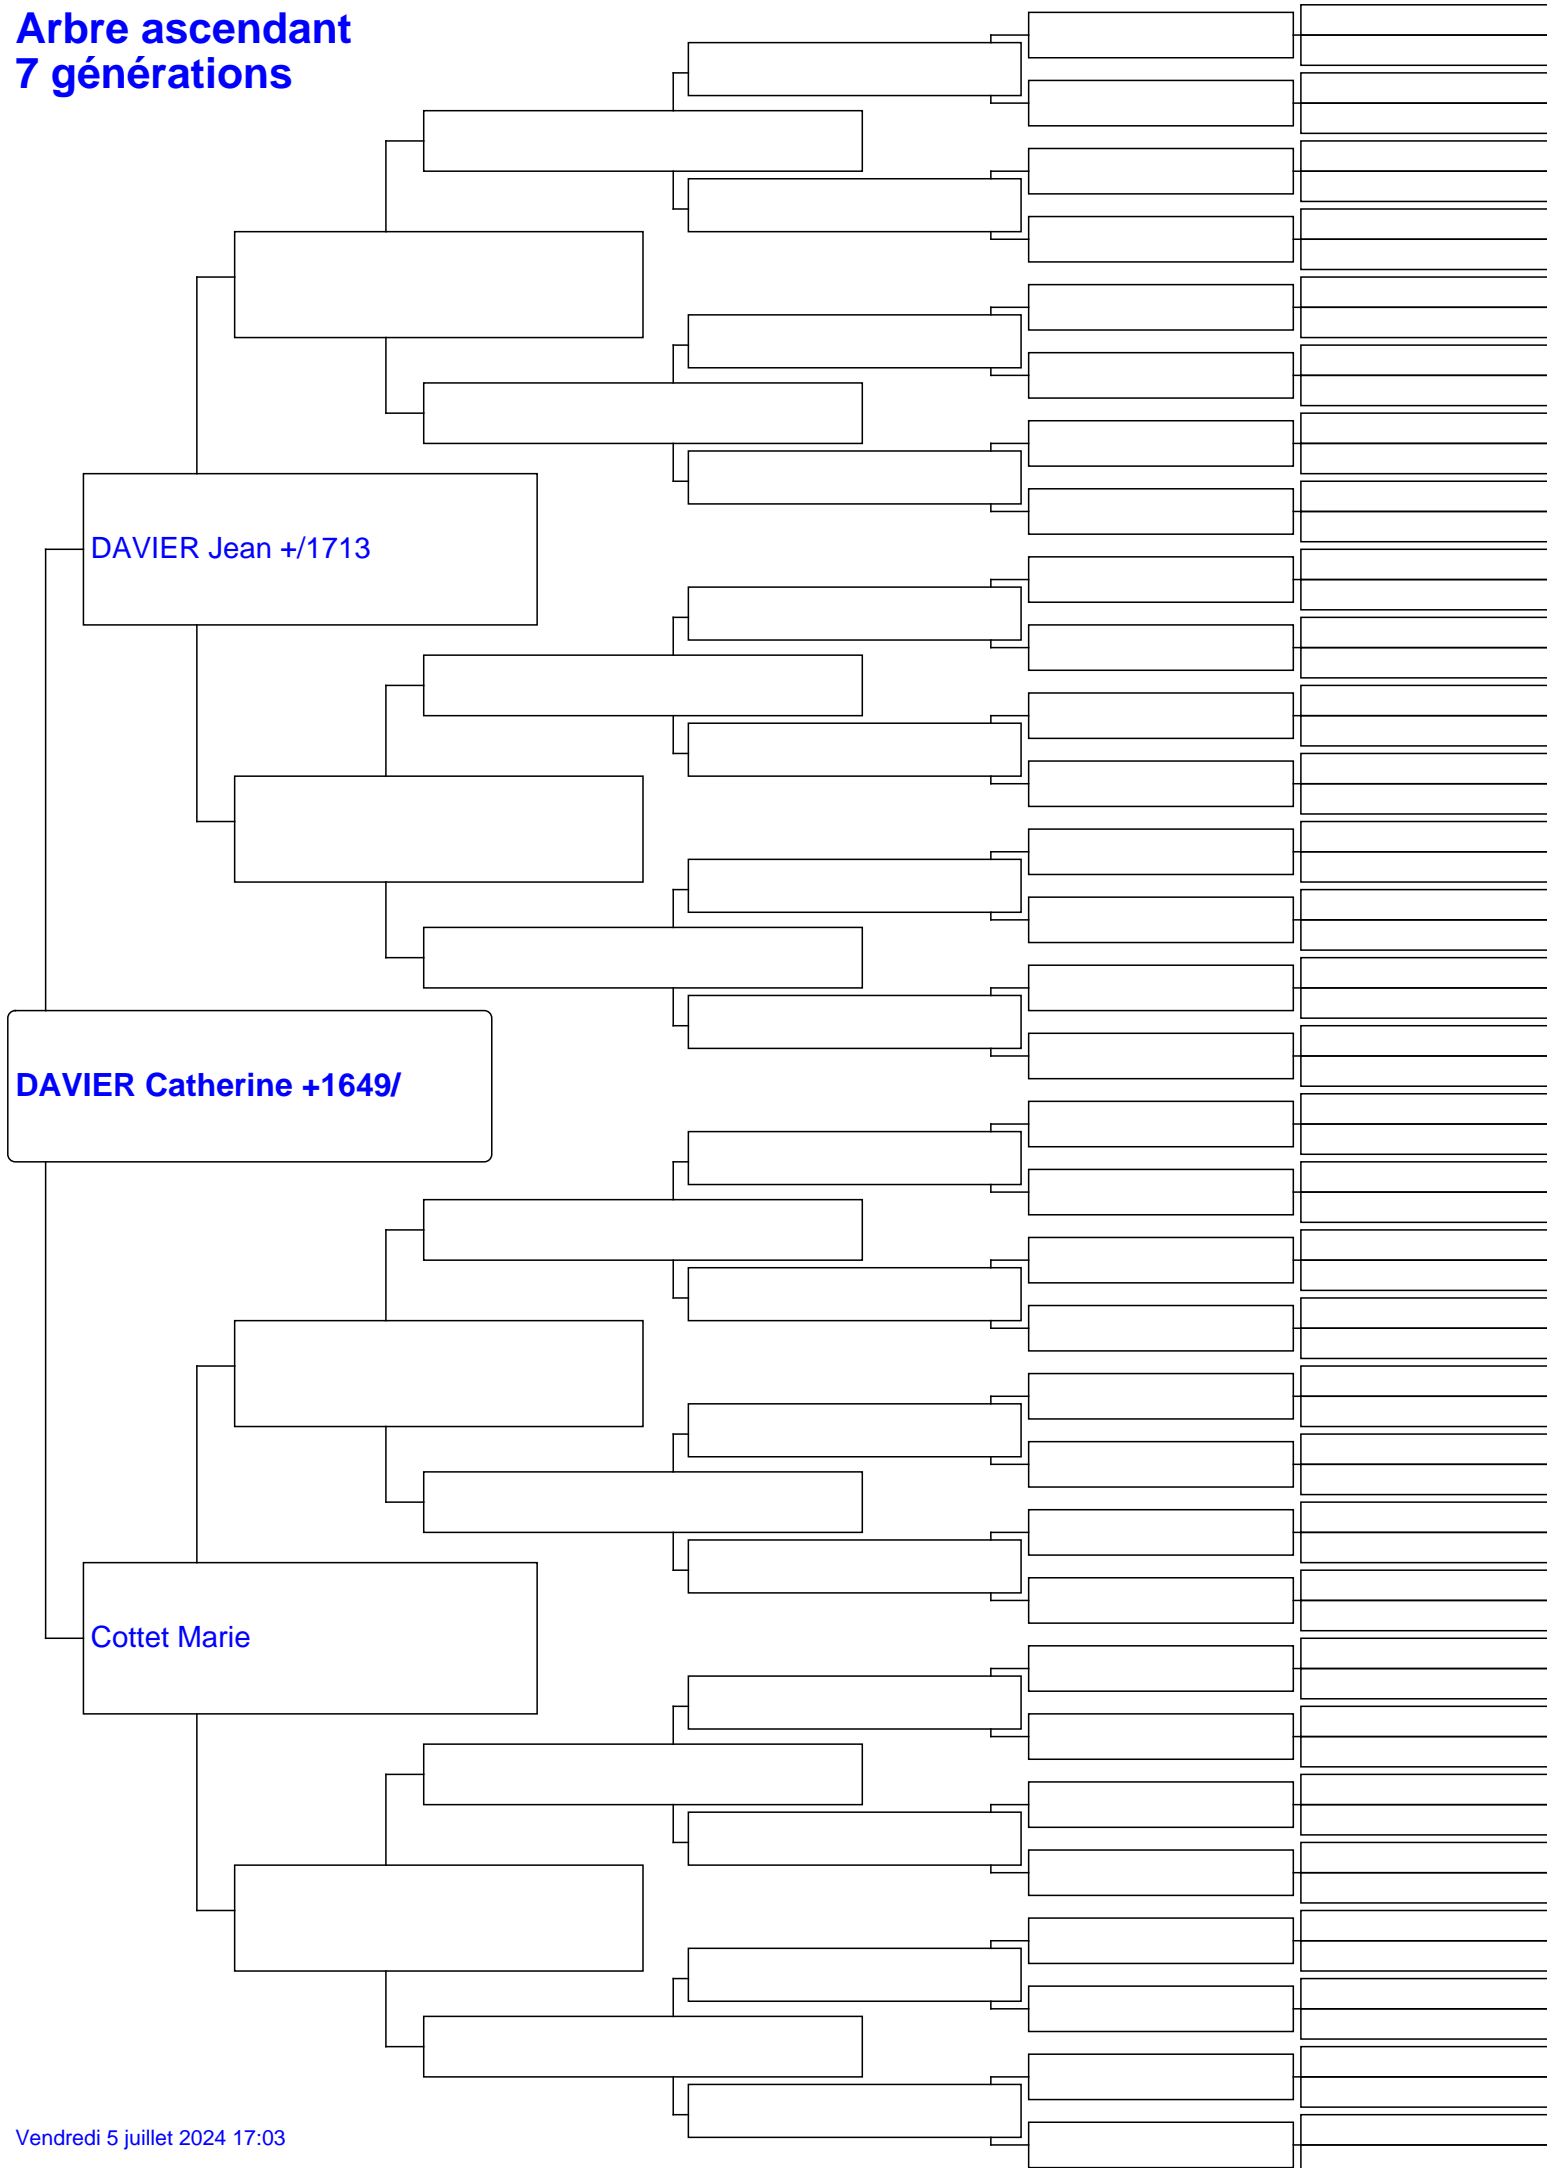 Arbre ascendant
7 générations
DAVIER Jean +/1713
DAVIER Catherine +1649/
Cottet Marie
Vendredi 5 juillet 2024 17:03